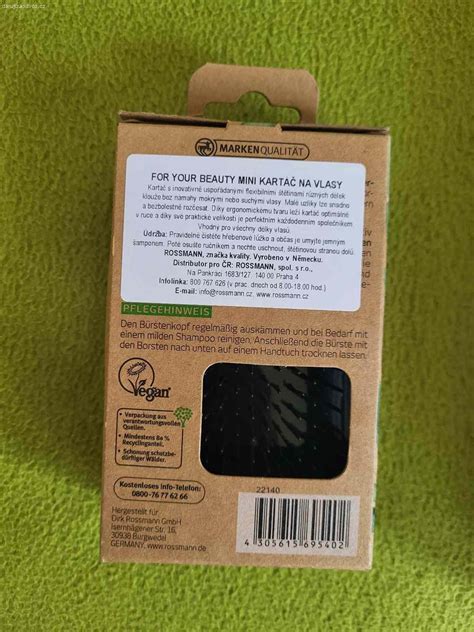 MARKENQUALITÄT
FOR YOUR BEAUTY MINI KARTÁČ NA VLASY
Kartáč s inovativně uspořádanými flexibilními štětinami různých délek
klouže bez námahy mokrými nebo suchými vlasy. Malé uzlíky lze snadno
a bezbolestně rozčesat. Díky ergonomickému tvaru leží kartáč optimálně
v ruce a díky své praktické velikosti je perfektním každodenním společníkem
Vhodný pro všechny délky vlasů.
Údržba: Pravidelně čistěte hřebenové lůžko a občas je umyjte jemným
šamponem. Poté osušte ručníkem a nechte uschnout, štětinovou stranou dolů.
ROSSMANN, značka kvality. Vyrobeno v Německu.
Distributor pro ČR: ROSSMANN, spol. s r.o.,
Na Pankráci 1683/127, 140 00 Praha 4
Infolinka: 800 767 626 (v prac. dnech od 8.00-18.00 hod.)
E-mail: info@rossmann.cz, www.rossmann.cz
PFLEGEHINWEIS
Den Bürstenkopf regelmäßig auskämmen und bei Bedarf mit
einem milden Shampoo reinigen. Anschließend die Bürste mit
den Borsten nach unten auf einem Handtuch trocknen lassen.
Vegan
• Verpackung aus
verantwortungsvollen
Quellen.
• Mindestens 84 %
Recyclinganteil.
• Schonung schutzbe-
dürftiger Wälder.
Kostenloses Info-Telefon:
0800-76 77 62 66
22140
Hergestellt für
Dirk Rossmann GmbH
Isernhägener Str. 16,
30938 Burgwedel
GERMANY, www.rossmann.de
4 305615 695402